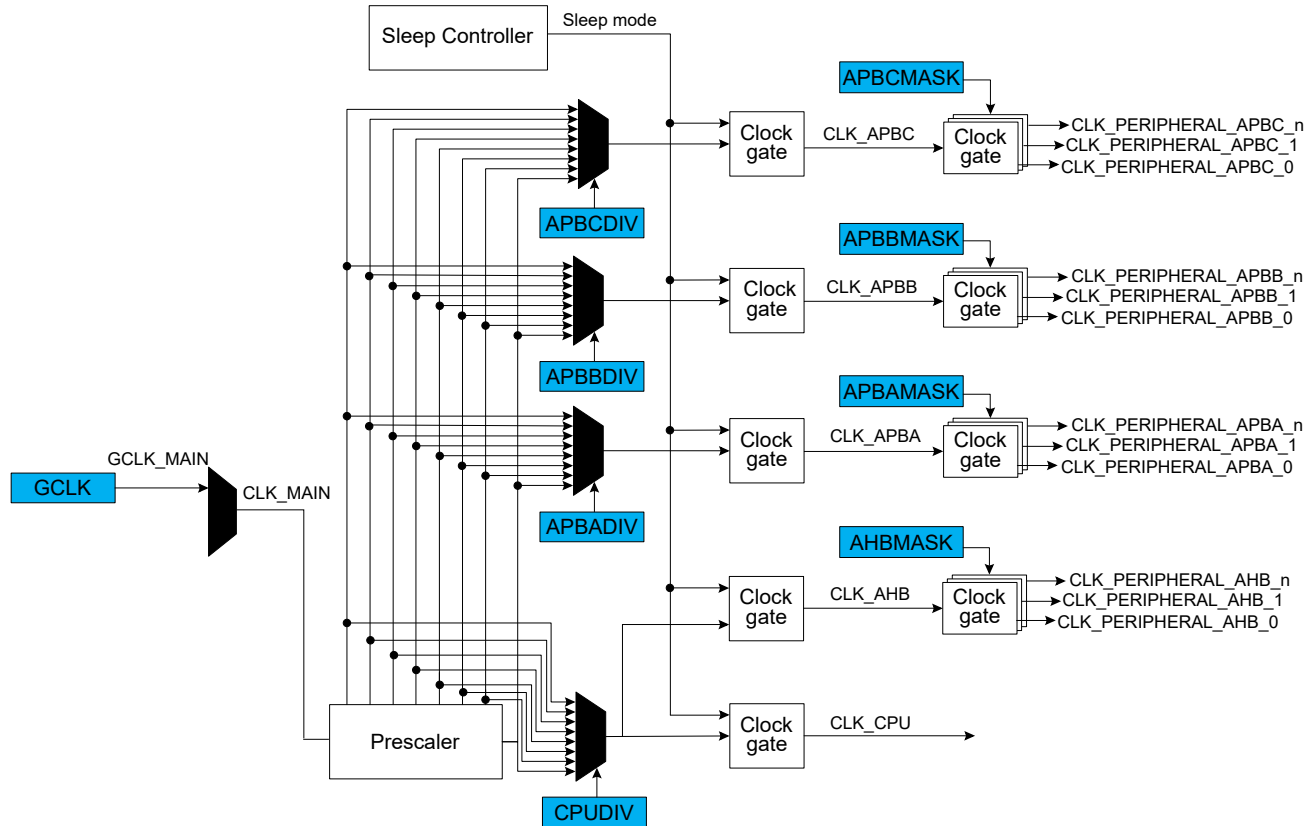 Sleep mode
Sleep Controller
APBCMASK
Clock
gate
CLK_APBC
Clock
gate
CLK_PERIPHERAL_APBC_n
CLK_PERIPHERAL_APBC_1
CLK_PERIPHERAL_APBC_0
APBCDIV
APBBMASK
Clock
gate
CLK_APBB
Clock
gate
CLK_PERIPHERAL_APBB_n
CLK_PERIPHERAL_APBB_1
CLK_PERIPHERAL_APBB_0
APBBDIV
APBAMASK
Clock
gate
CLK_APBA
Clock
gate
CLK_PERIPHERAL_APBA_n
CLK_PERIPHERAL_APBA_1
CLK_PERIPHERAL_APBA_0
GCLK_MAIN
GCLK
CLK_MAIN
APBADIV
AHBMASK
Clock
gate
CLK_AHB
Clock
gate
CLK_PERIPHERAL_AHB_n
CLK_PERIPHERAL_AHB_1
CLK_PERIPHERAL_AHB_0
Prescaler
Clock
gate
CLK_CPU
CPUDIV